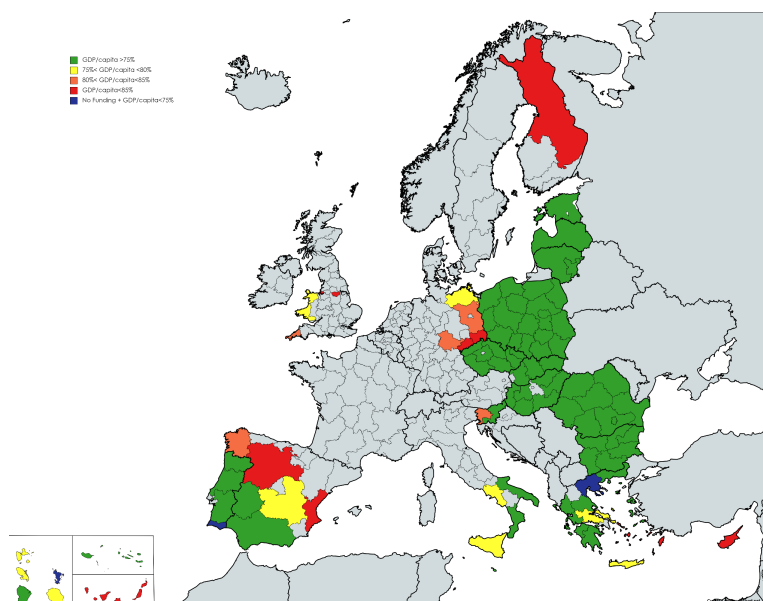 GDP/capita >75%
75%< GDP/capita <80%
80%< GDP/capita<85%
GDP/capita<85%
No Funding + GDP/capita<75%